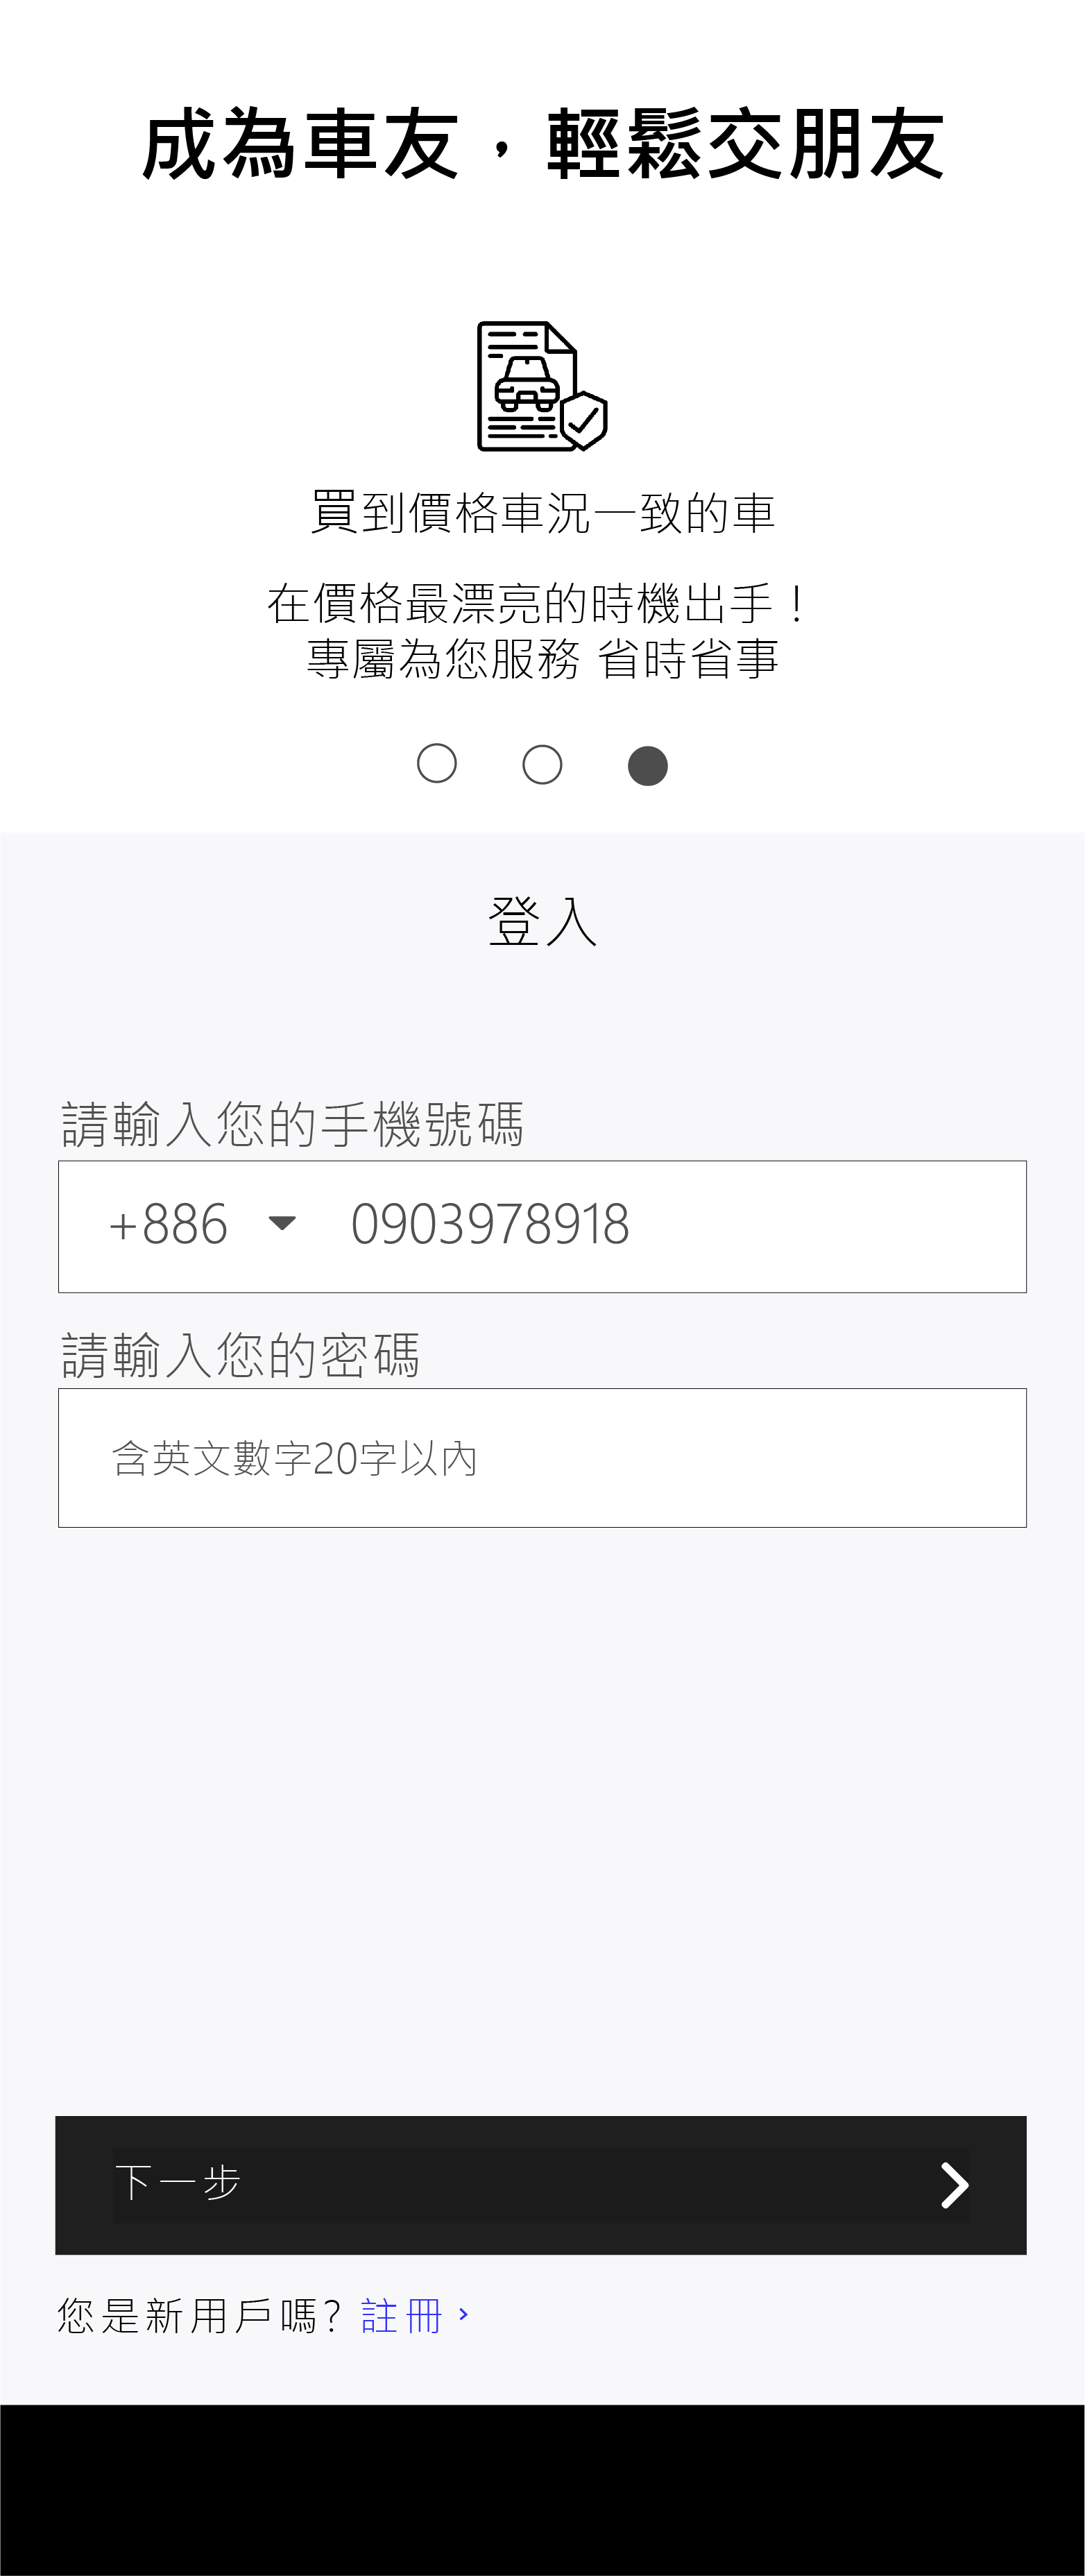 成為車友，輕鬆交朋友
買到價格車況一致的車
在價格最漂亮的時機出手！
專屬為您服務 省時省事
登入
請輸入您的手機號碼
+886 0903978918
請輸入您的密碼
含英文數字20字以內
下一步
您是新用戶嗎? 註冊 ›